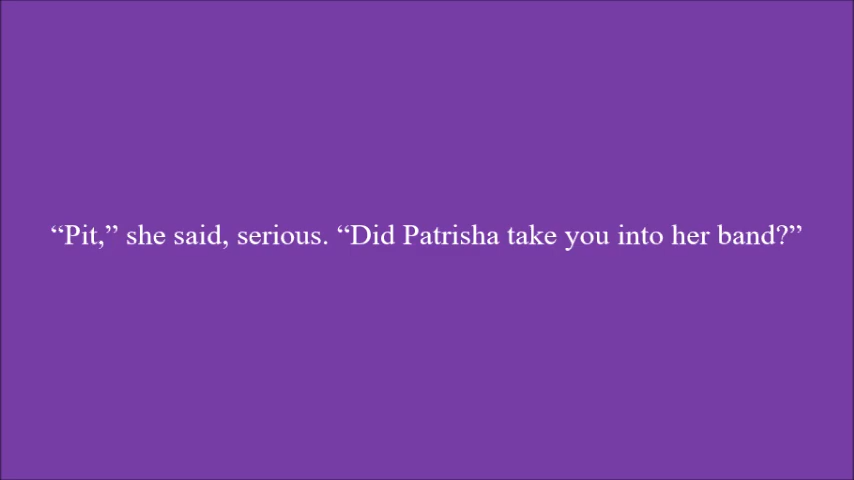 “Pit,” she said, serious. “Did Patrisha take you into her band?”